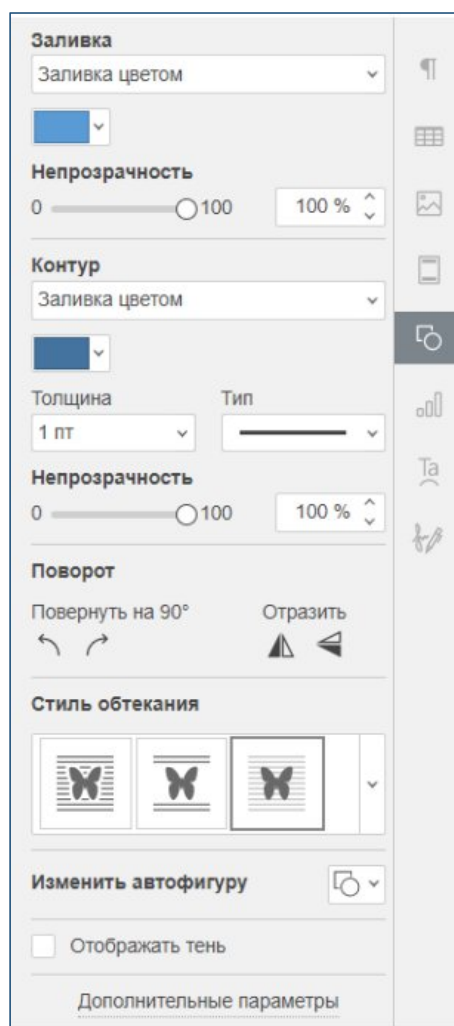 Заливка
Заливка цветом
Непрозрачность
0 100 100 %
Контур
Заливка цветом
Толщина Тип
1 пт
Непрозрачность
0 100 100 %
Поворот
Повернуть на 90° Отразить
Стиль обтекания
Изменить автофигуру
Отображать тень
Дополнительные параметры
Ta